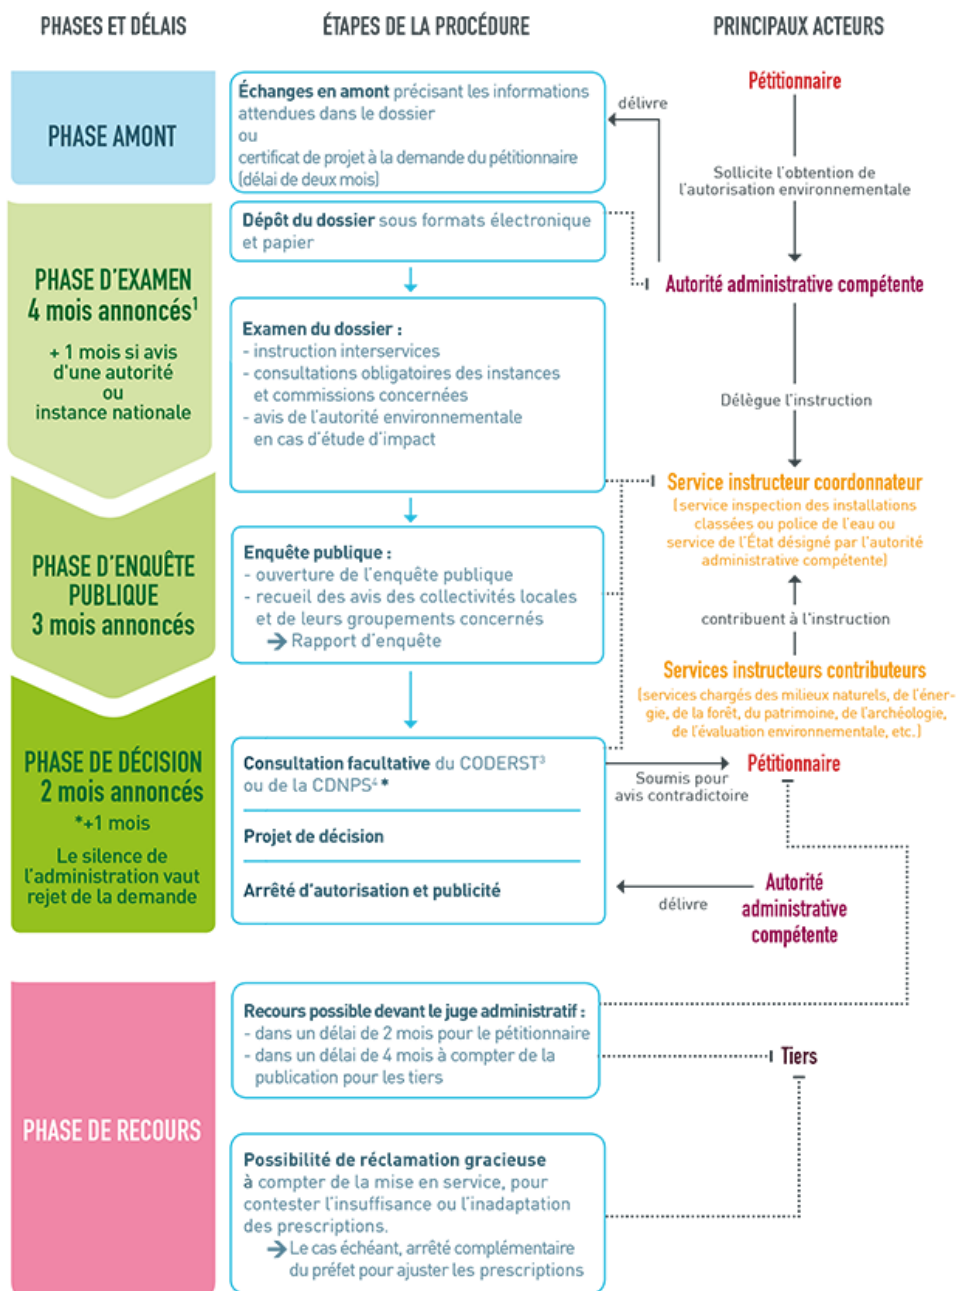 PHASES ET DÉLAIS
ÉTAPES DE LA PROCÉDURE
PRINCIPAUX ACTEURS
PHASE AMONT
Échanges en amont précisant les informations
attendues dans le dossier
ou
certificat de projet à la demande du pétitionnaire
(délai de deux mois)
délivre
Pétitionnaire
Sollicite l'obtention de
l'autorisation environnementale
Dépôt du dossier sous formats électronique
et papier
Autorité administrative compétente
PHASE D'EXAMEN
4 mois annoncés¹
+ 1 mois si avis
d'une autorité
ou
instance nationale
Examen du dossier :
- instruction interservices
- consultations obligatoires des instances
et commissions concernées
- avis de l'autorité environnementale
en cas d'étude d'impact
Délègue l'instruction
Service instructeur coordonnateur
(service inspection des installations
classées ou police de l'eau ou
service de l'État désigné par l'autorité
administrative compétente)
PHASE D'ENQUÊTE
PUBLIQUE
3 mois annoncés
Enquête publique :
- ouverture de l'enquête publique
- recueil des avis des collectivités locales
et de leurs groupements concernés
➔ Rapport d'enquête
contribuent à l'instruction
Services instructeurs contributeurs
(services chargés des milieux naturels, de l'éner-
gie, de la forêt, du patrimoine, de l'archéologie,
de l'évaluation environnementale, etc.)
PHASE DE DÉCISION
2 mois annoncés
*+1 mois
Le silence de
l'administration vaut
rejet de la demande
Consultation facultative du CODERST³
ou de la CDNPS⁴ *
Projet de décision
Arrêté d'autorisation et publicité
Soumis pour
avis contradictoire
Pétitionnaire
délivre
Autorité
administrative
compétente
PHASE DE RECOURS
Recours possible devant le juge administratif :
- dans un délai de 2 mois pour le pétitionnaire
- dans un délai de 4 mois à compter de la
publication pour les tiers
Tiers
Possibilité de réclamation gracieuse
à compter de la mise en service, pour
contester l'insuffisance ou l'inadaptation
des prescriptions.
➔ Le cas échéant, arrêté complémentaire
du préfet pour ajuster les prescriptions